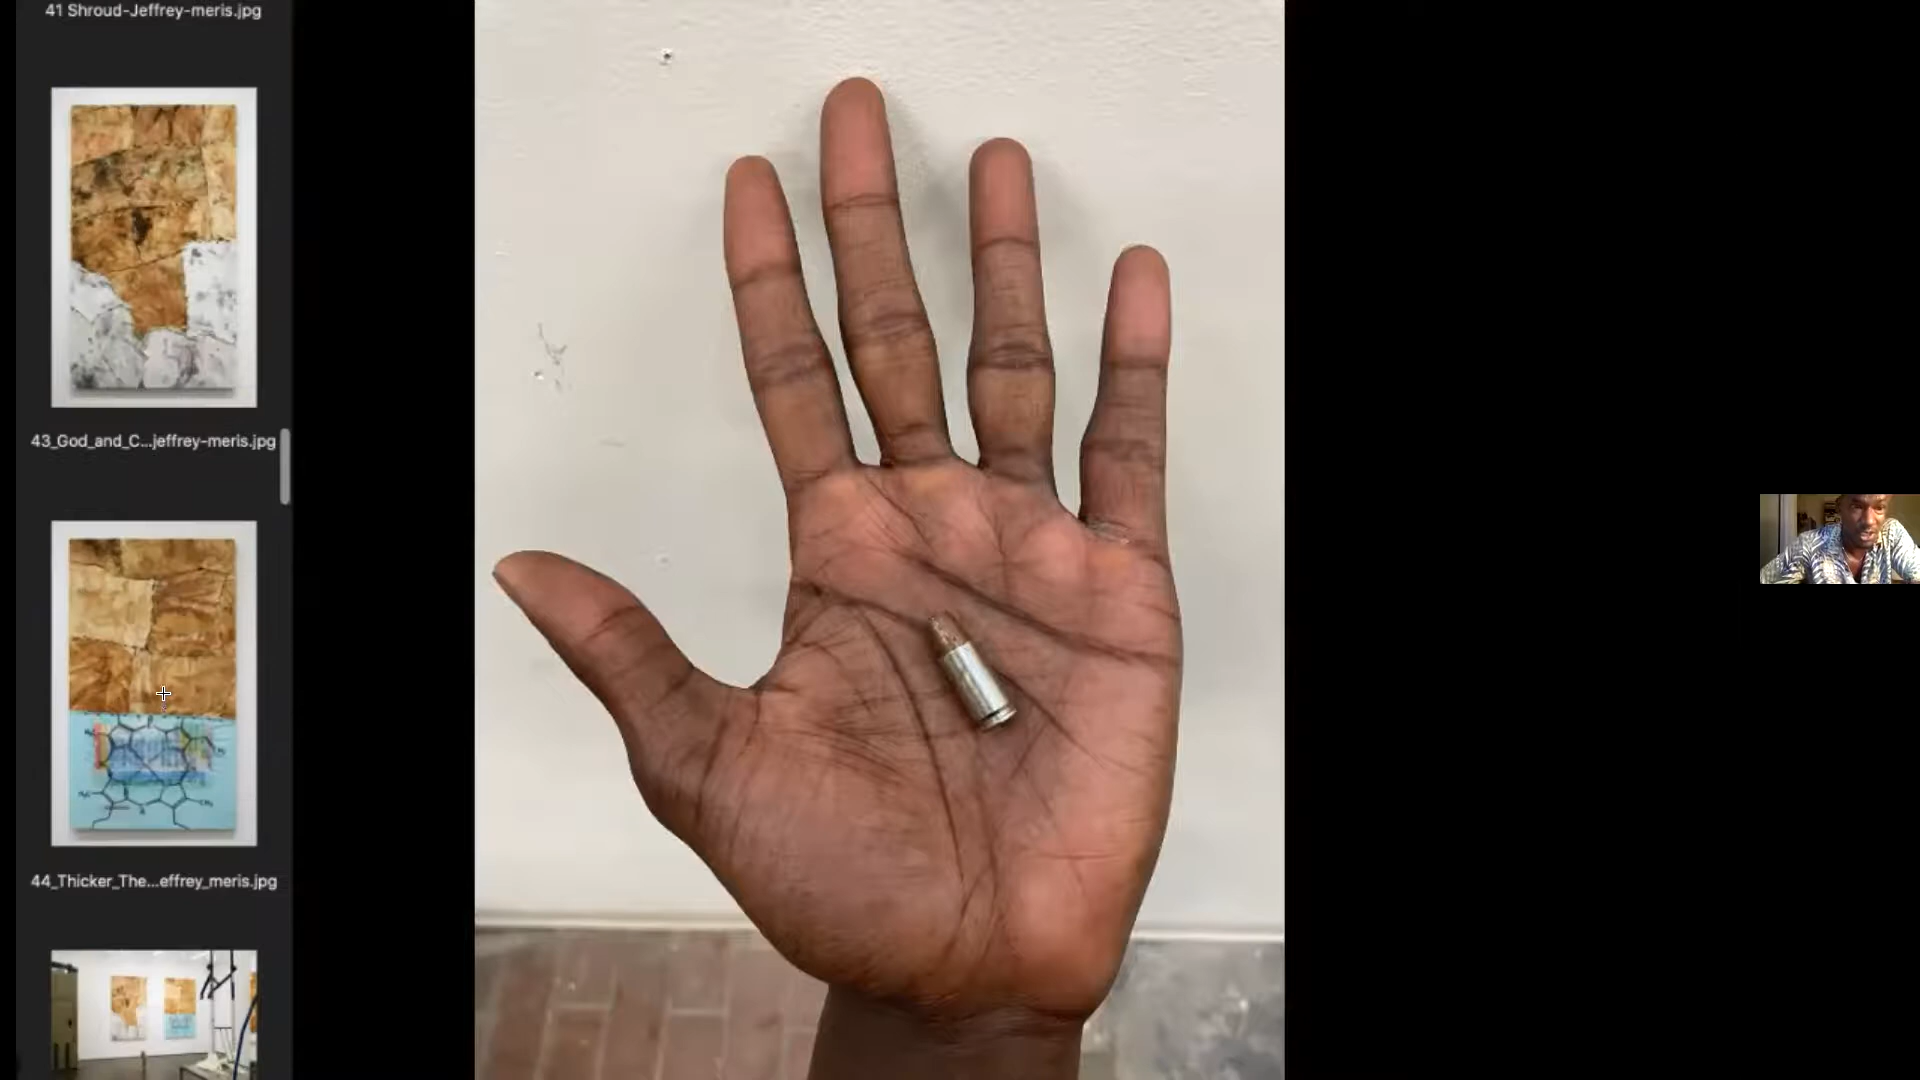 41 Shroud-Jeffrey-meris.jpg
43_God_and_C...jeffrey-meris.jpg
44_Thicker_The...effrey_meris.jpg